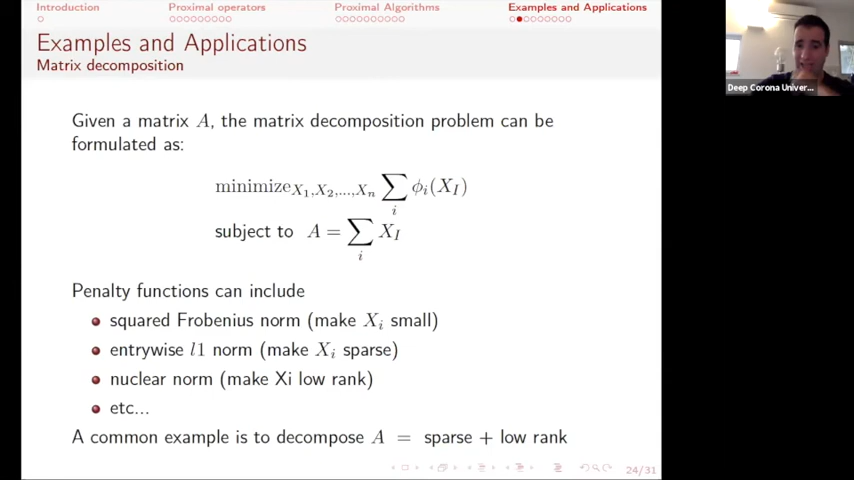 Introduction Proximal operators Proximal Algorithms Examples and Applications
Examples and Applications
Matrix decomposition
Deep Corona Univer...
Given a matrix A, the matrix decomposition problem can be
formulated as:
minimize_{X_1,X_2,...,X_n} \sum_i \phi_i(X_I)
subject to A = \sum_i X_I
Penalty functions can include
squared Frobenius norm (make X_i small)
entrywise l1 norm (make X_i sparse)
nuclear norm (make Xi low rank)
etc...
A common example is to decompose A = sparse + low rank
24/31